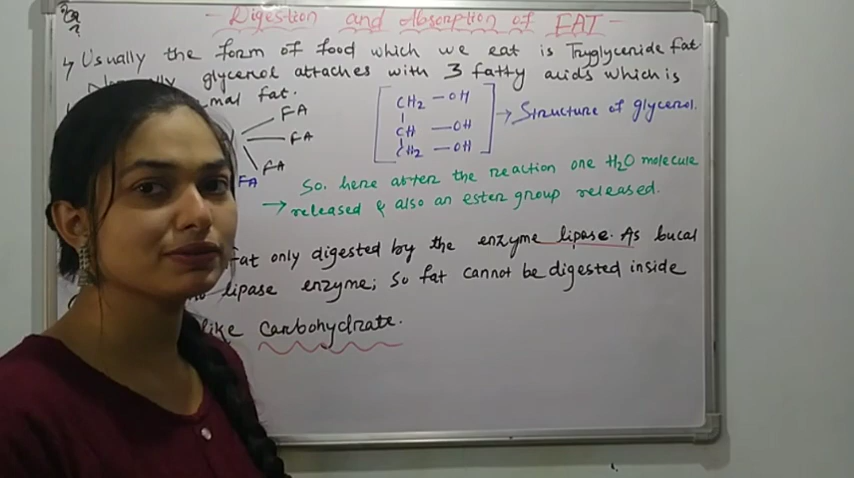 - Digestion and Absorption of FAT -
↳ Usually the form of food which we eat is Tryglyceride fat
glycerol attaches with 3 fatty acids which is
mal fat.
FA
FA
FA
FA
CH2 - OH
CH - OH
CH2 - OH
→ Structure of glycerol.
So, here after the reaction one H2O molecule
→ released & also an ester group released.
fat only digested by the enzyme lipase. As bucal
lipase enzyme; So fat cannot be digested inside
like Carbohydrate.